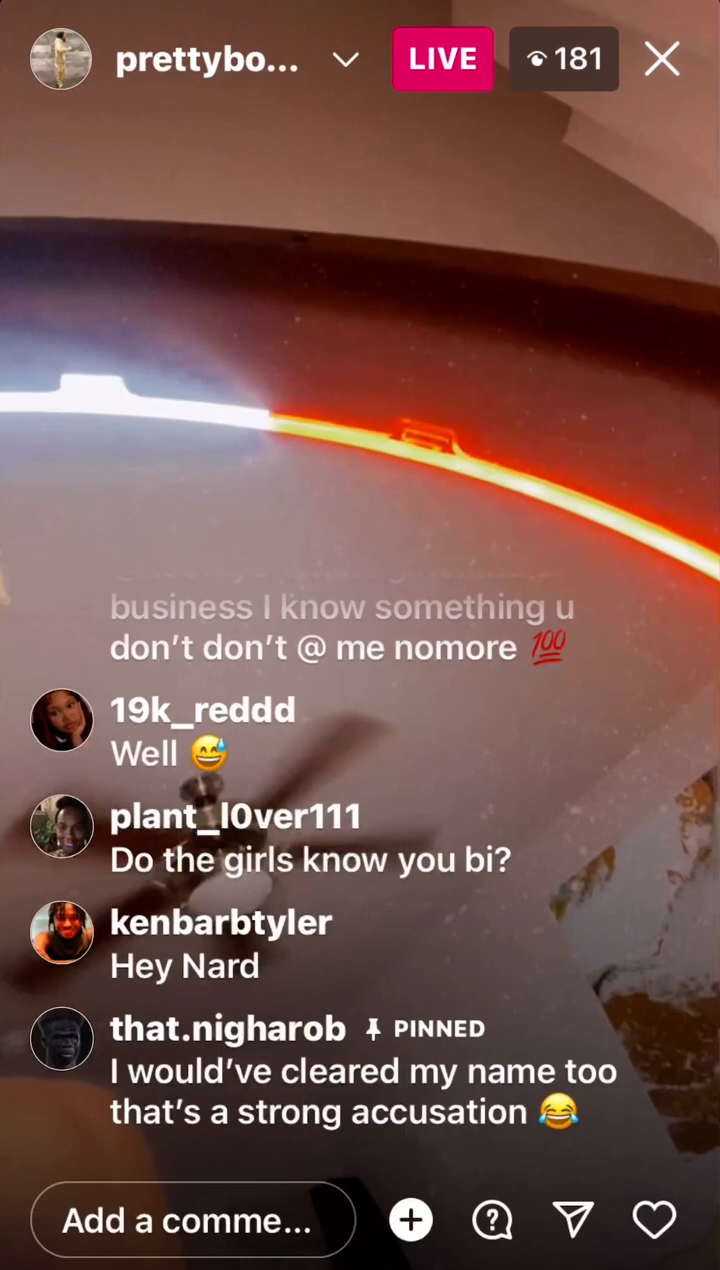 prettybo...
LIVE
181
business I know something u
don’t don’t @ me nomore 💯
19k_reddd
Well 😅
plant_l0ver111
Do the girls know you bi?
kenbarbtyler
Hey Nard
that.nigharob PINNED
I would’ve cleared my name too
that’s a strong accusation 😂
Add a comme...